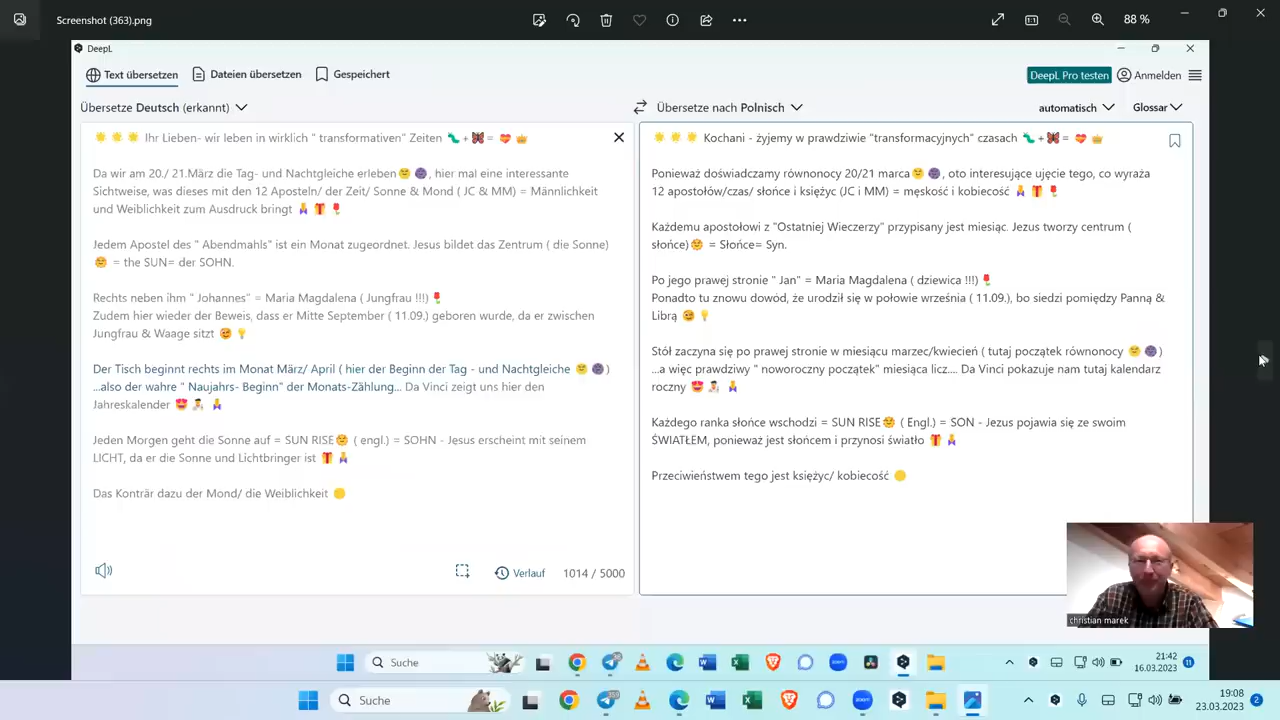 Screenshot (363).png
88 %
DeepL
Text übersetzen
Dateien übersetzen
Gespeichert
DeepL Pro testen
Anmelden
Übersetze Deutsch (erkannt)
Übersetze nach Polnisch
automatisch
Glossar
☀️☀️☀️ Ihr Lieben- wir leben in wirklich " transformativen" Zeiten 🐛+🦋= 💝 👑
Da wir am 20./ 21.März die Tag- und Nachtgleiche erleben🌞🌚, hier mal eine interessante
Sichtweise, was dieses mit den 12 Aposteln/ der Zeit/ Sonne & Mond ( JC & MM) = Männlichkeit
und Weiblichkeit zum Ausdruck bringt 🧘‍♀️🎁🌹
Jedem Apostel des " Abendmahls" ist ein Monat zugeordnet. Jesus bildet das Zentrum ( die Sonne)
🌞 = the SUN= der SOHN.
Rechts neben ihm " Johannes" = Maria Magdalena ( Jungfrau !!!)🌹
Zudem hier wieder der Beweis, dass er Mitte September ( 11.09.) geboren wurde, da er zwischen
Jungfrau & Waage sitzt 🥰💡
Der Tisch beginnt rechts im Monat März/ April ( hier der Beginn der Tag - und Nachtgleiche 🌞🌚)
...also der wahre " Naujahrs- Beginn" der Monats-Zählung... Da Vinci zeigt uns hier den
Jahreskalender 😍👨‍🎨🧘‍♀️
Jeden Morgen geht die Sonne auf = SUN RISE🌞 ( engl.) = SOHN - Jesus erscheint mit seinem
LICHT, da er die Sonne und Lichtbringer ist 🎁🧘‍♀️
Das Konträr dazu der Mond/ die Weiblichkeit 🌕
Verlauf
1014 / 5000
☀️☀️☀️ Kochani - żyjemy w prawdziwie "transformacyjnych" czasach 🐛+🦋= 💝 👑
Ponieważ doświadczamy równonocy 20/21 marca🌞🌚, oto interesujące ujęcie tego, co wyraża
12 apostołów/czas/ słońce i księżyc (JC i MM) = męskość i kobiecość 🧘‍♀️🎁🌹
Każdemu apostołowi z "Ostatniej Wieczerzy" przypisany jest miesiąc. Jezus tworzy centrum (
słońce)🌞 = Słońce= Syn.
Po jego prawej stronie " Jan" = Maria Magdalena ( dziewica !!!)🌹
Ponadto tu znowu dowód, że urodził się w połowie września ( 11.09.), bo siedzi pomiędzy Panną &
Librą 🥰💡
Stół zaczyna się po prawej stronie w miesiącu marzec/kwiecień ( tutaj początek równonocy 🌞🌚)
...a więc prawdziwy " noworoczny początek" miesiąca licz.... Da Vinci pokazuje nam tutaj kalendarz
roczny 😍👨‍🎨🧘‍♀️
Każdego ranka słońce wschodzi = SUN RISE🌞 ( Engl.) = SON - Jezus pojawia się ze swoim
ŚWIATŁEM, ponieważ jest słońcem i przynosi światło 🎁🧘‍♀️
Przeciwieństwem tego jest księżyc/ kobiecość 🌕
christian marek
Suche
21:42
16.03.2023
11
Suche
19:08
23.03.2023
2